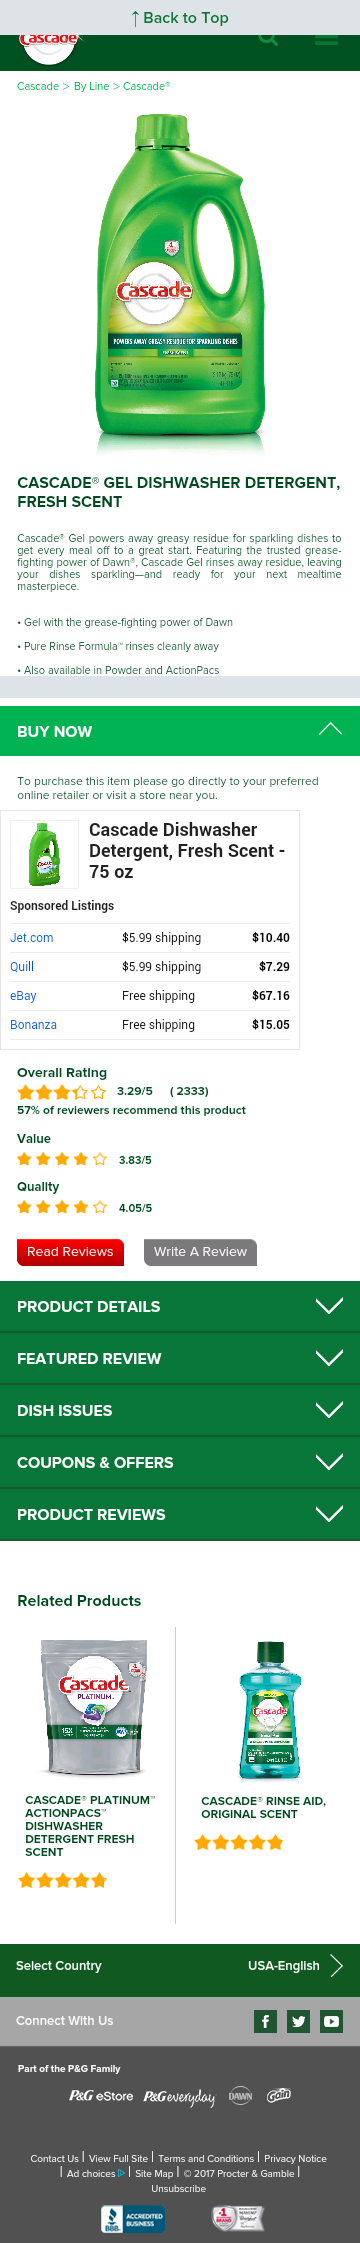 ↑ Back to Top
Cascade
Cascade > By Line > Cascade®
Cascade
POWERS AWAY GREASY RESIDUE FOR SPARKLING DISHES
CASCADE® GEL DISHWASHER DETERGENT,
FRESH SCENT
Cascade® Gel powers away greasy residue for sparkling dishes to
get every meal off to a great start. Featuring the trusted grease-
fighting power of Dawn®, Cascade Gel rinses away residue, leaving
your dishes sparkling—and ready for your next mealtime
masterpiece.
• Gel with the grease-fighting power of Dawn
• Pure Rinse Formula™ rinses cleanly away
• Also available in Powder and ActionPacs
BUY NOW
To purchase this item please go directly to your preferred
online retailer or visit a store near you.
Cascade Dishwasher
Detergent, Fresh Scent -
75 oz
Sponsored Listings
Jet.com $5.99 shipping $10.40
Quill $5.99 shipping $7.29
eBay Free shipping $67.16
Bonanza Free shipping $15.05
Overall Rating
3.29/5 ( 2333)
57% of reviewers recommend this product
Value
3.83/5
Quality
4.05/5
Read Reviews Write A Review
PRODUCT DETAILS
FEATURED REVIEW
DISH ISSUES
COUPONS & OFFERS
PRODUCT REVIEWS
Related Products
Cascade
PLATINUM
CASCADE® PLATINUM™
ACTIONPACS™
DISHWASHER
DETERGENT FRESH
SCENT
Cascade
CASCADE® RINSE AID,
ORIGINAL SCENT
Select Country USA-English
Connect With Us
Part of the P&G Family
P&G eStore P&G everyday DAWN Gain
Contact Us | View Full Site | Terms and Conditions | Privacy Notice
| Ad choices | Site Map | © 2017 Procter & Gamble |
Unsubscribe
BBB ACCREDITED BUSINESS